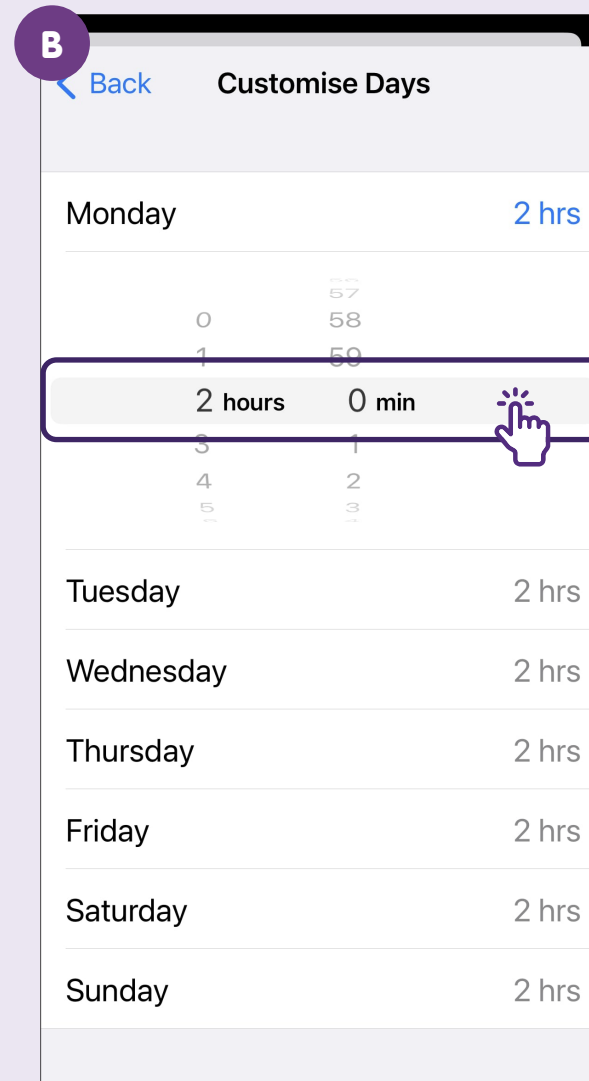 B
Back Customise Days
Monday 2 hrs
57
0 58
1 59
2 hours 0 min
3 1
4 2
5 3
Tuesday 2 hrs
Wednesday 2 hrs
Thursday 2 hrs
Friday 2 hrs
Saturday 2 hrs
Sunday 2 hrs